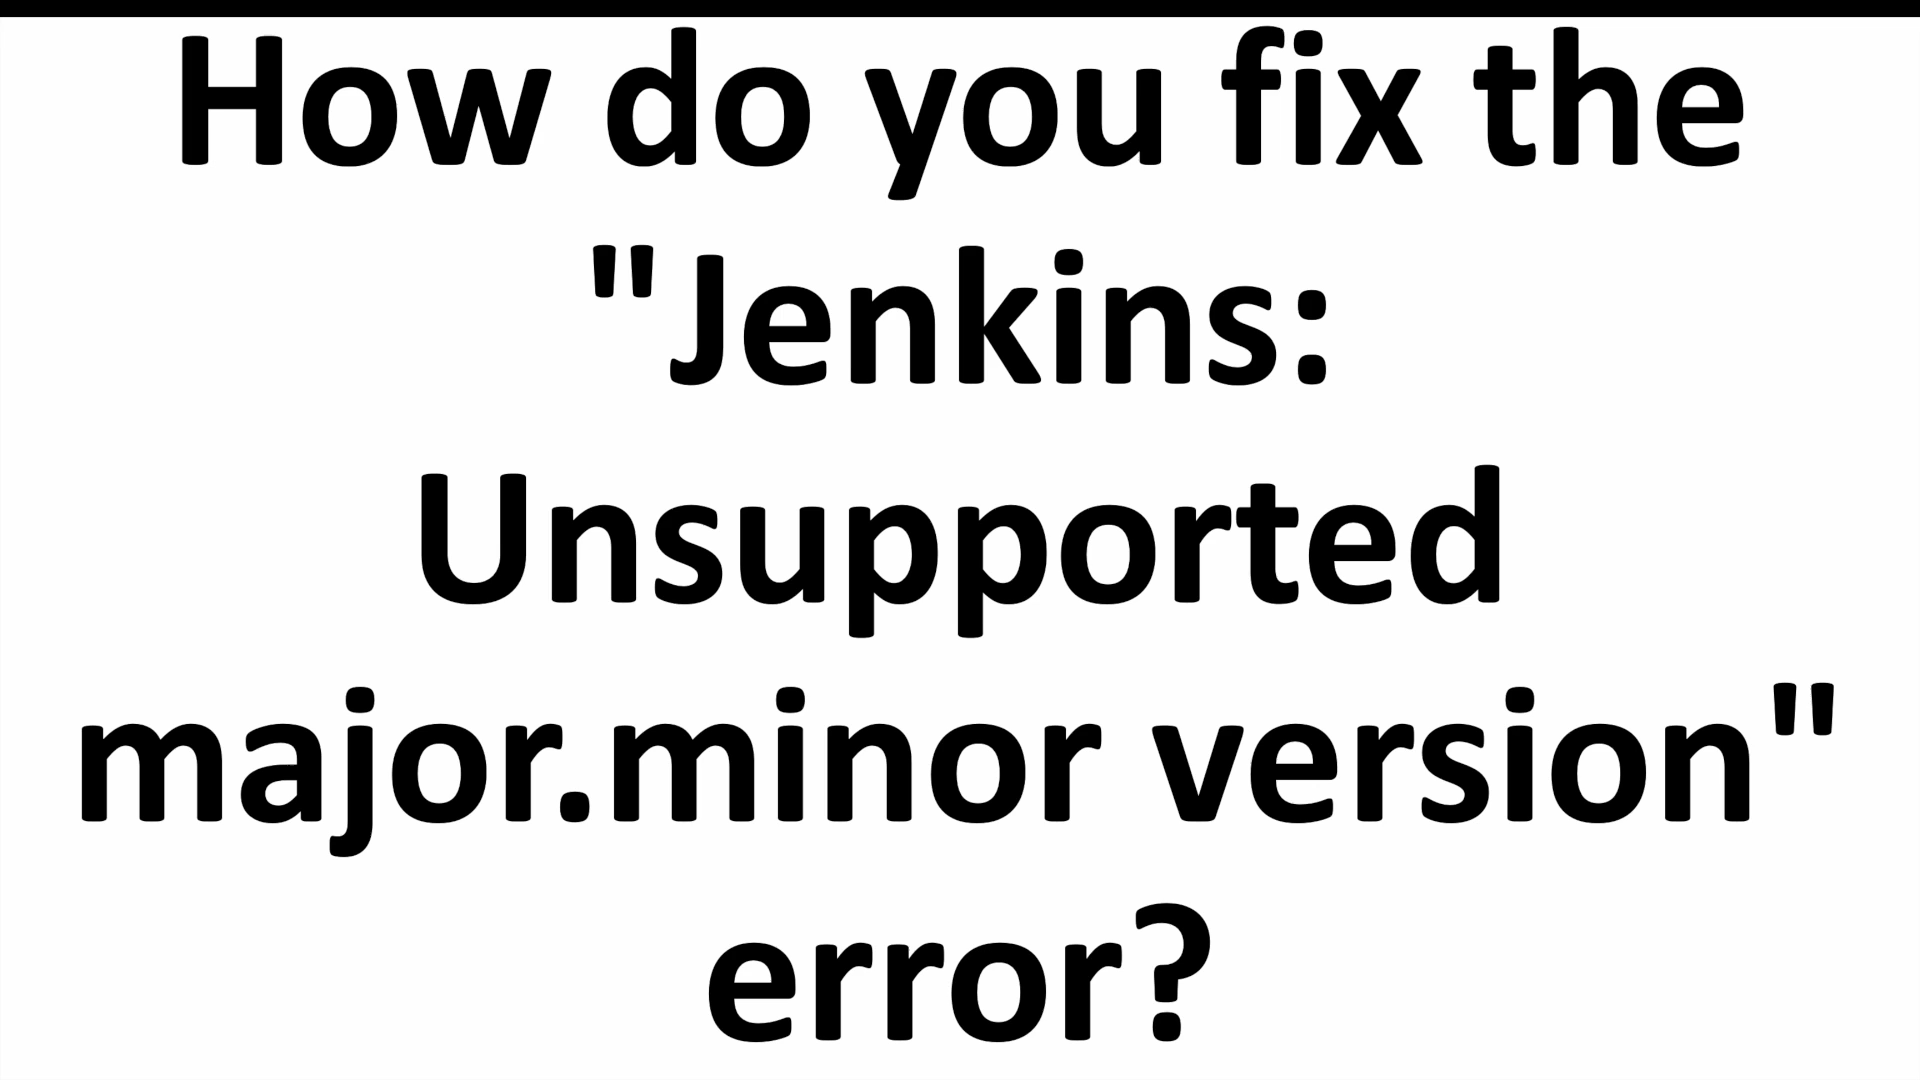 How do you fix the
"Jenkins:
Unsupported
major.minor version"
error?